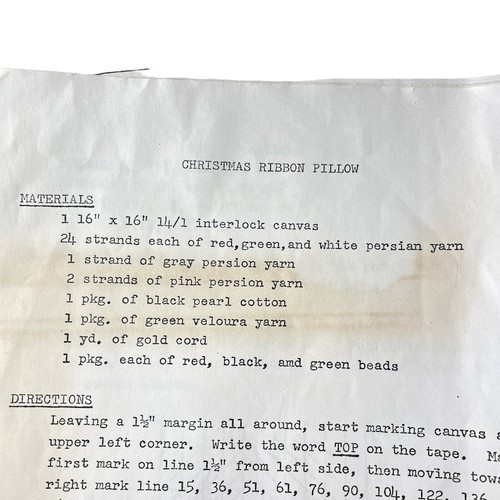 CHRISTMAS RIBBON PILLOW
MATERIALS
1 16" x 16" 14/1 interlock canvas
24 strands each of red,green,and white persian yarn
1 strand of gray persion yarn
2 strands of pink persion yarn
1 pkg. of black pearl cotton
1 pkg. of green veloura yarn
1 yd. of gold cord
1 pkg. each of red, black, amd green beads
DIRECTIONS
Leaving a 1½" margin all around, start marking canvas
upper left corner. Write the word TOP on the tape.
first mark on line 1½" from left side, then moving
right mark line 15, 36, 51, 61, 76, 90, 104, 122,